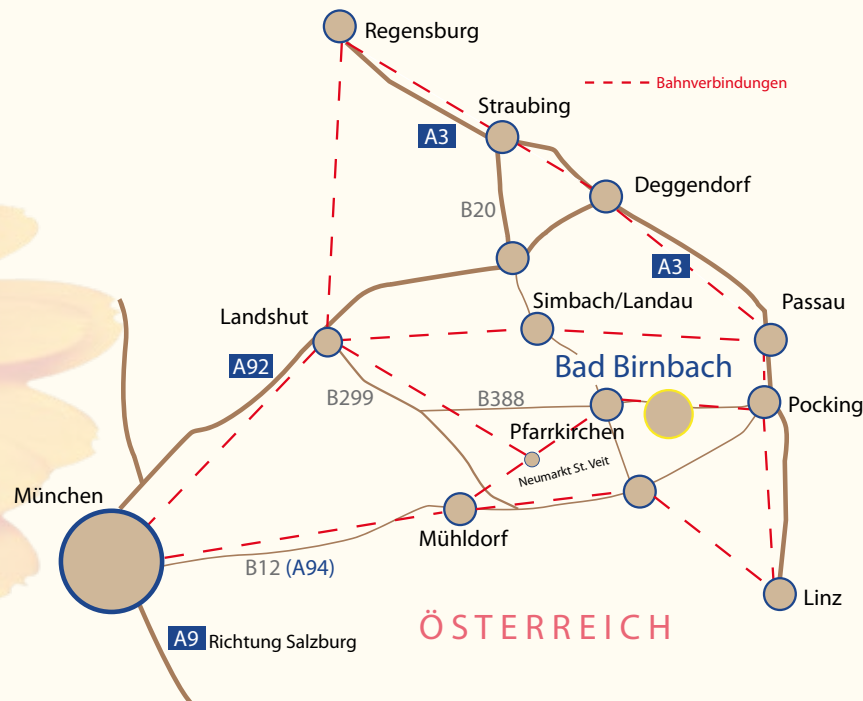 Regensburg
Bahnverbindungen
Straubing
A3
Deggendorf
B20
A3
Simbach/Landau
Passau
Landshut
A92
Bad Birnbach
B299
B388
Pocking
Pfarrkirchen
Neumarkt St. Veit
München
Mühldorf
B12 (A94)
Linz
ÖSTERREICH
A9 Richtung Salzburg